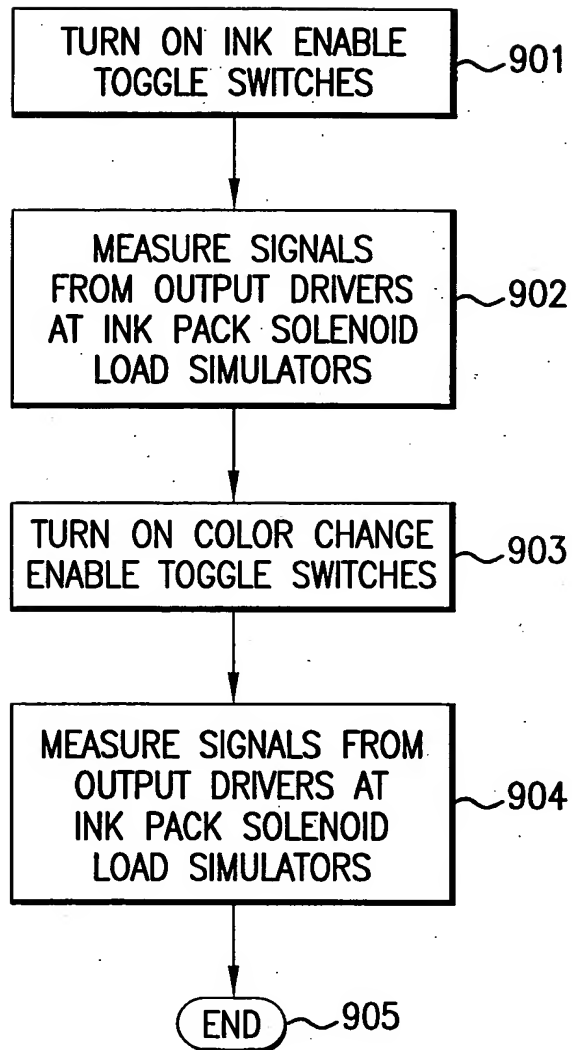 TURN ON INK ENABLE
TOGGLE SWITCHES
901
MEASURE SIGNALS
FROM OUTPUT DRIVERS
AT INK PACK SOLENOID
LOAD SIMULATORS
902
TURN ON COLOR CHANGE
ENABLE TOGGLE SWITCHES
903
MEASURE SIGNALS FROM
OUTPUT DRIVERS AT
INK PACK SOLENOID
LOAD SIMULATORS
904
END
905